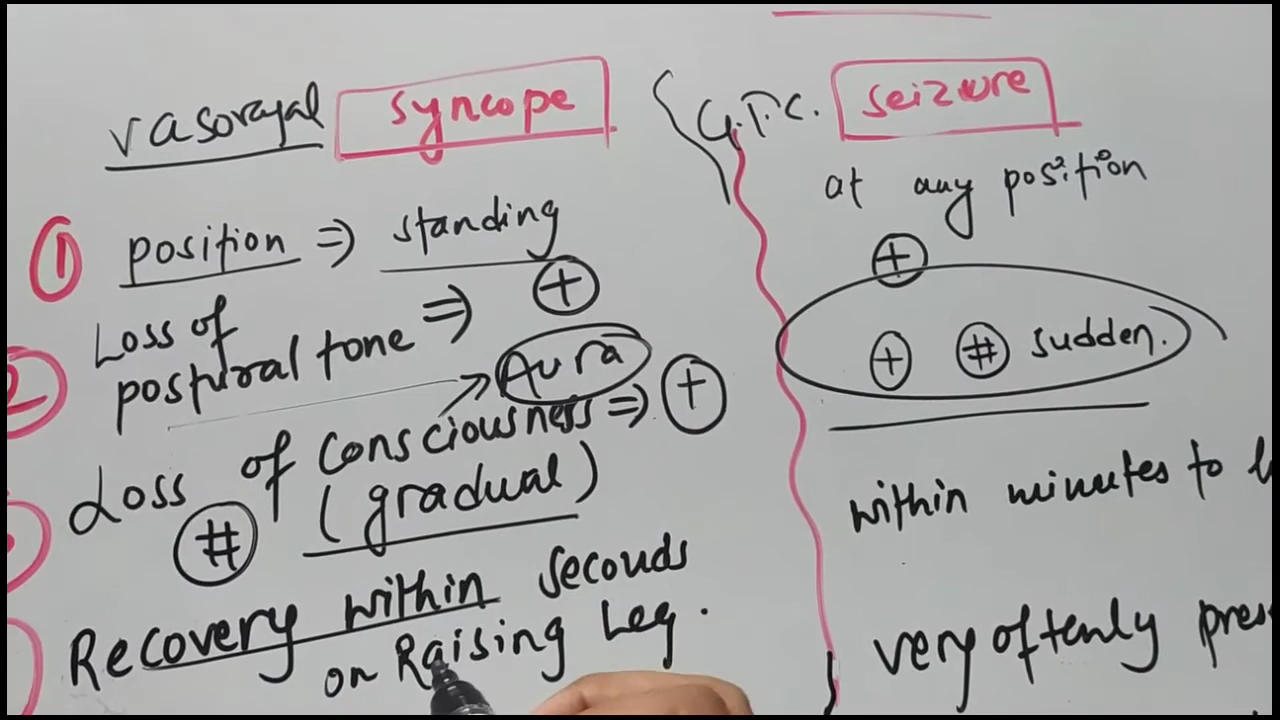 vasovagal syncope
G.T.C. seizure
① position ⇒ standing
at any position
2 Loss of
postural tone ⇒ ⊕
⊕
Aura
Loss of consciousness ⇒ ⊕
(gradual)
#
+ # sudden.
Recovery within seconds
on Raising Leg.
within minutes to
very oftenly